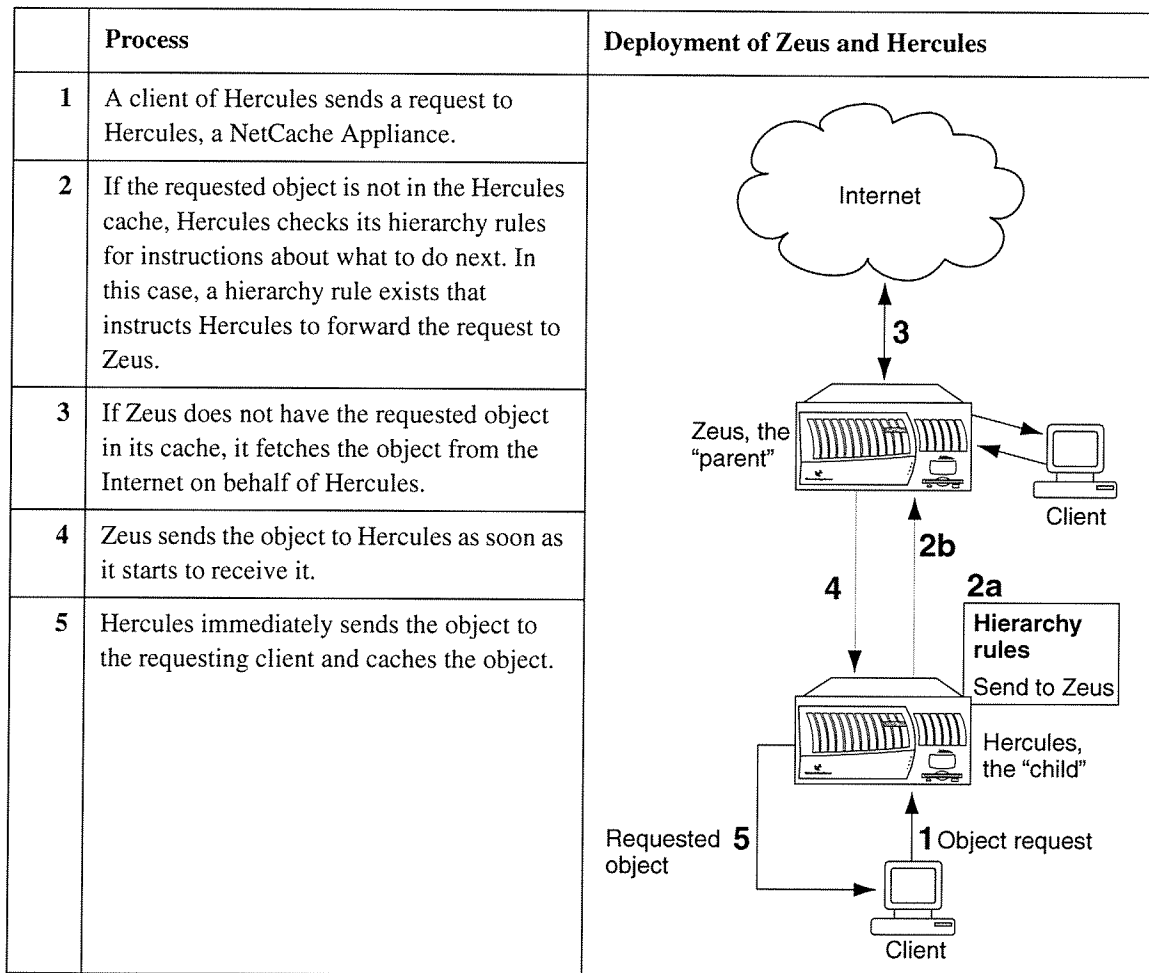 Process
Deployment of Zeus and Hercules
1
A client of Hercules sends a request to
Hercules, a NetCache Appliance.
2
If the requested object is not in the Hercules
cache, Hercules checks its hierarchy rules
for instructions about what to do next. In
this case, a hierarchy rule exists that
instructs Hercules to forward the request to
Zeus.
3
If Zeus does not have the requested object
in its cache, it fetches the object from the
Internet on behalf of Hercules.
4
Zeus sends the object to Hercules as soon as
it starts to receive it.
5
Hercules immediately sends the object to
the requesting client and caches the object.
Internet
3
Zeus, the
“parent”
Client
2b
4
2a
Hierarchy
rules
Send to Zeus
Hercules,
the “child”
Requested
object
5
1 Object request
Client